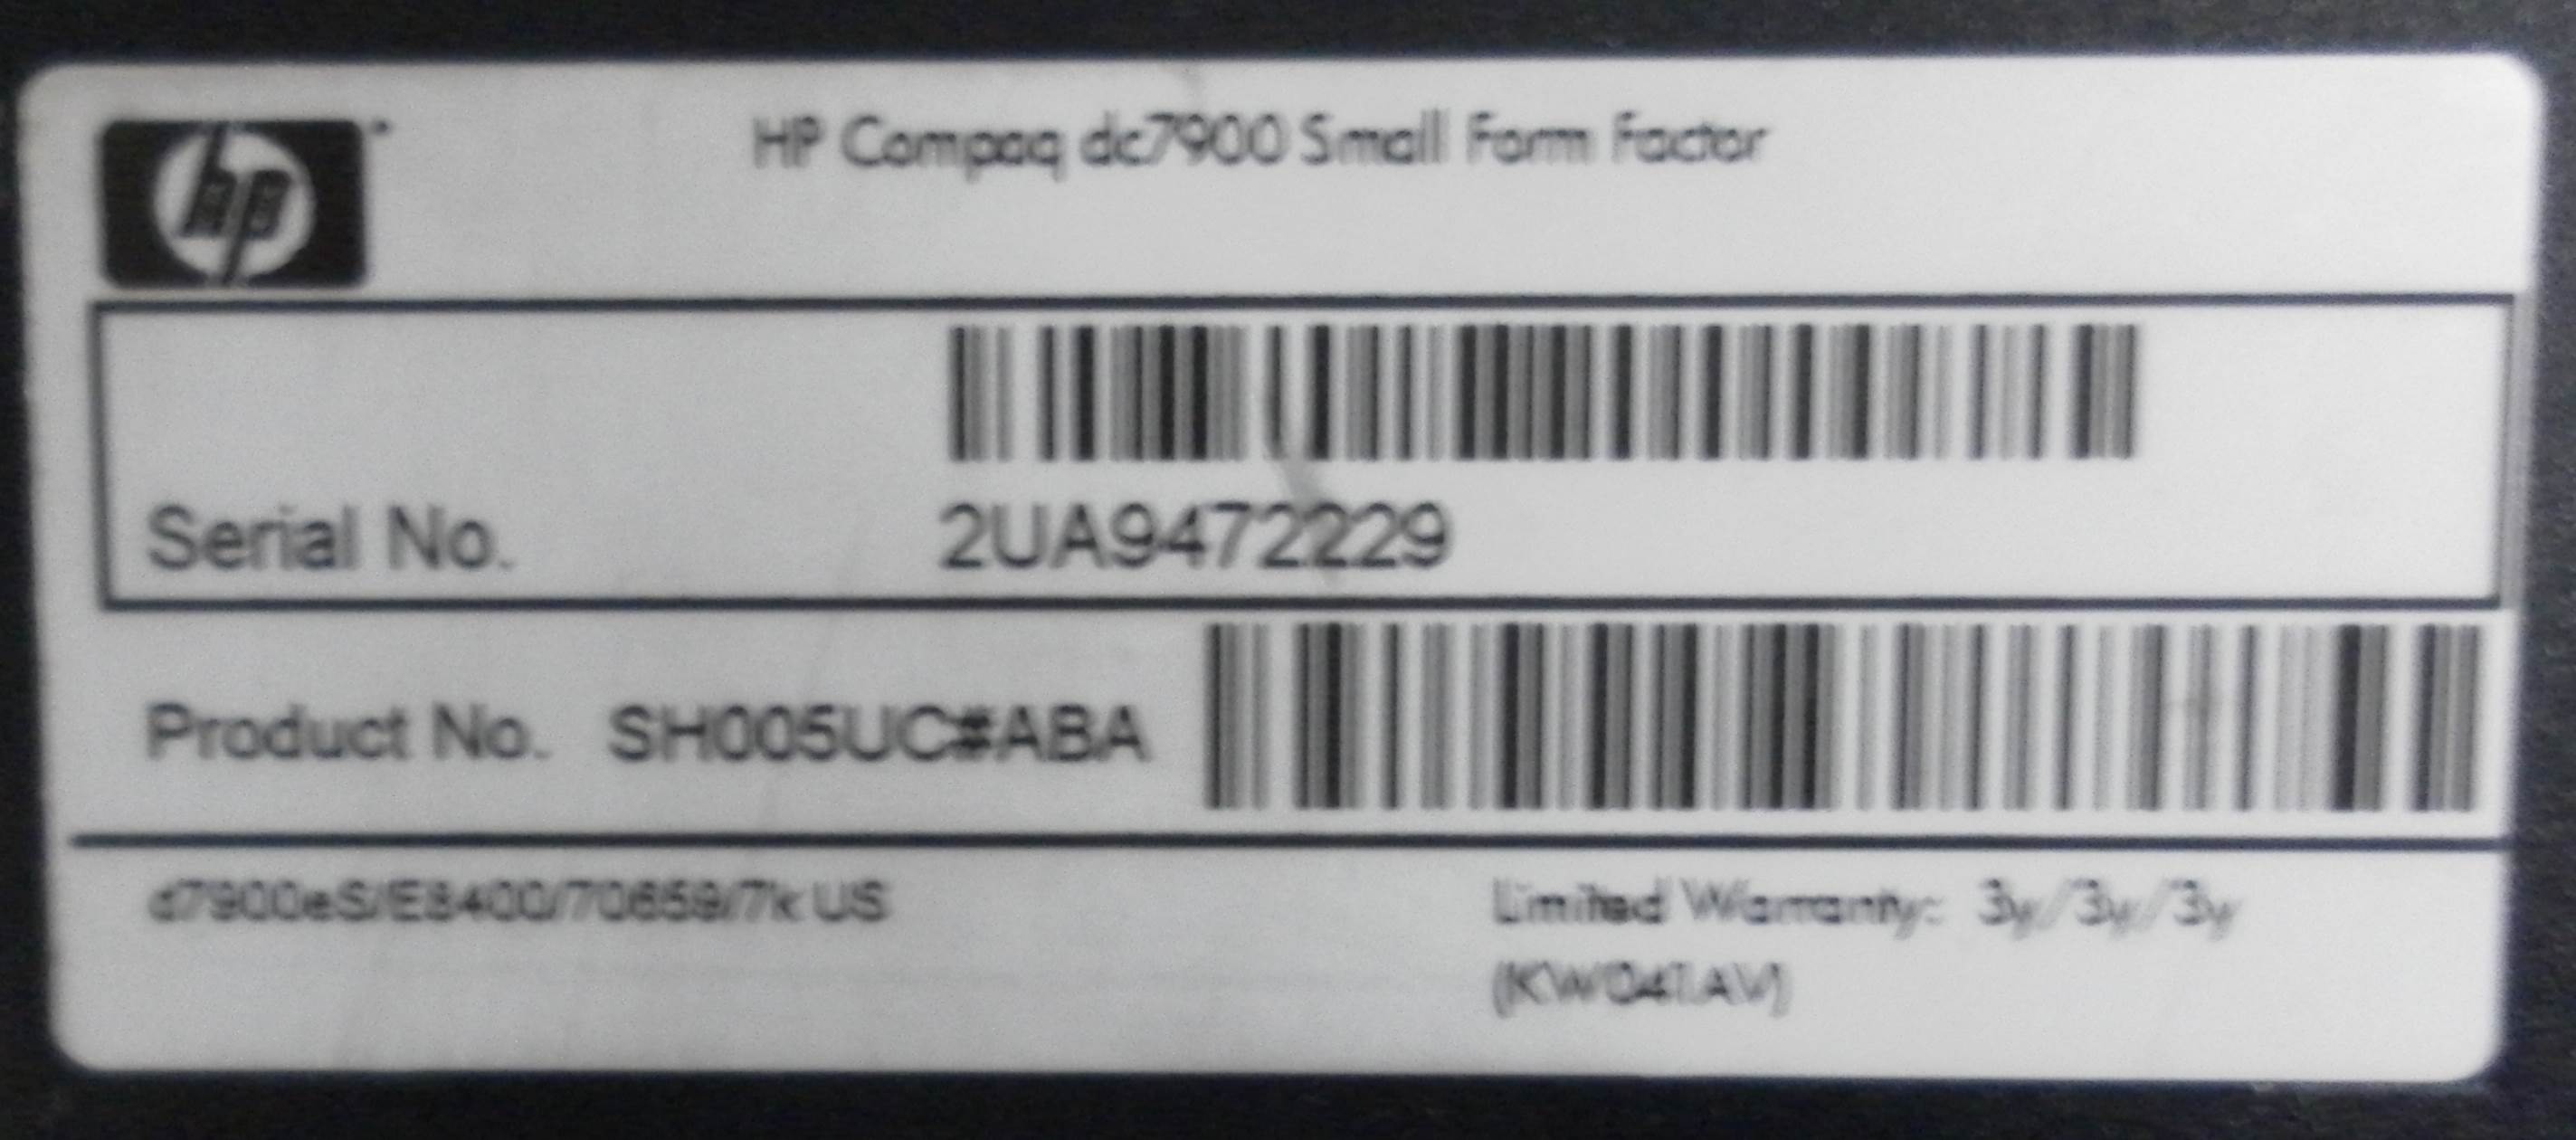 hp
HP Compaq dc7900 Small Form Factor
Serial No. 2UA9472229
Product No. SH005UC#ABA
d7900eS/E8400/70659/7k US
Limited Warranty: 3y/3y/3y
(KW041AV)